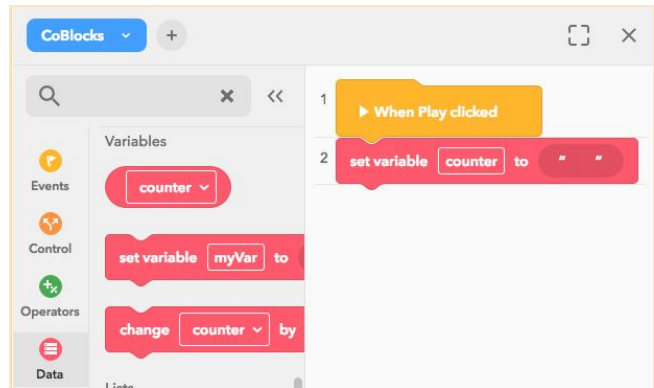 CoBlocks
Variables
Events
counter
Control
set variable myVar to
Operators
change counter by
Data
1
When Play clicked
2
set variable counter to " "